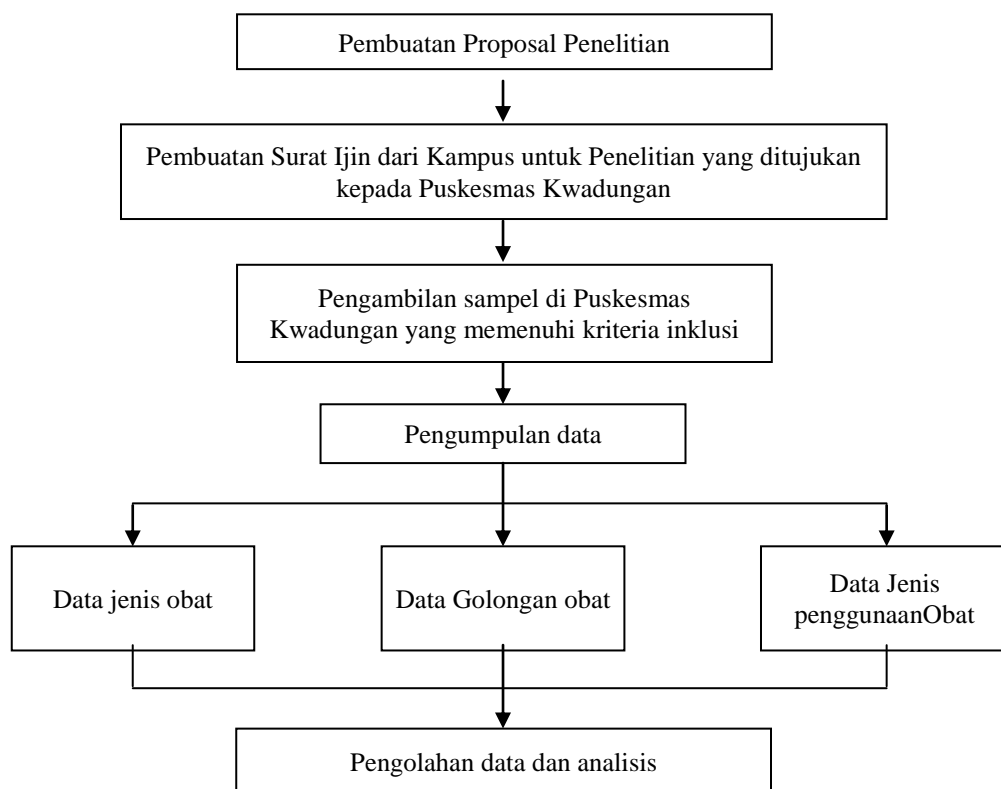 Pembuatan Proposal Penelitian
Pembuatan Surat Ijin dari Kampus untuk Penelitian yang ditujukan
kepada Puskesmas Kwadungan
Pengambilan sampel di Puskesmas
Kwadungan yang memenuhi kriteria inklusi
Pengumpulan data
Data jenis obat
Data Golongan obat
Data Jenis
penggunaanObat
Pengolahan data dan analisis